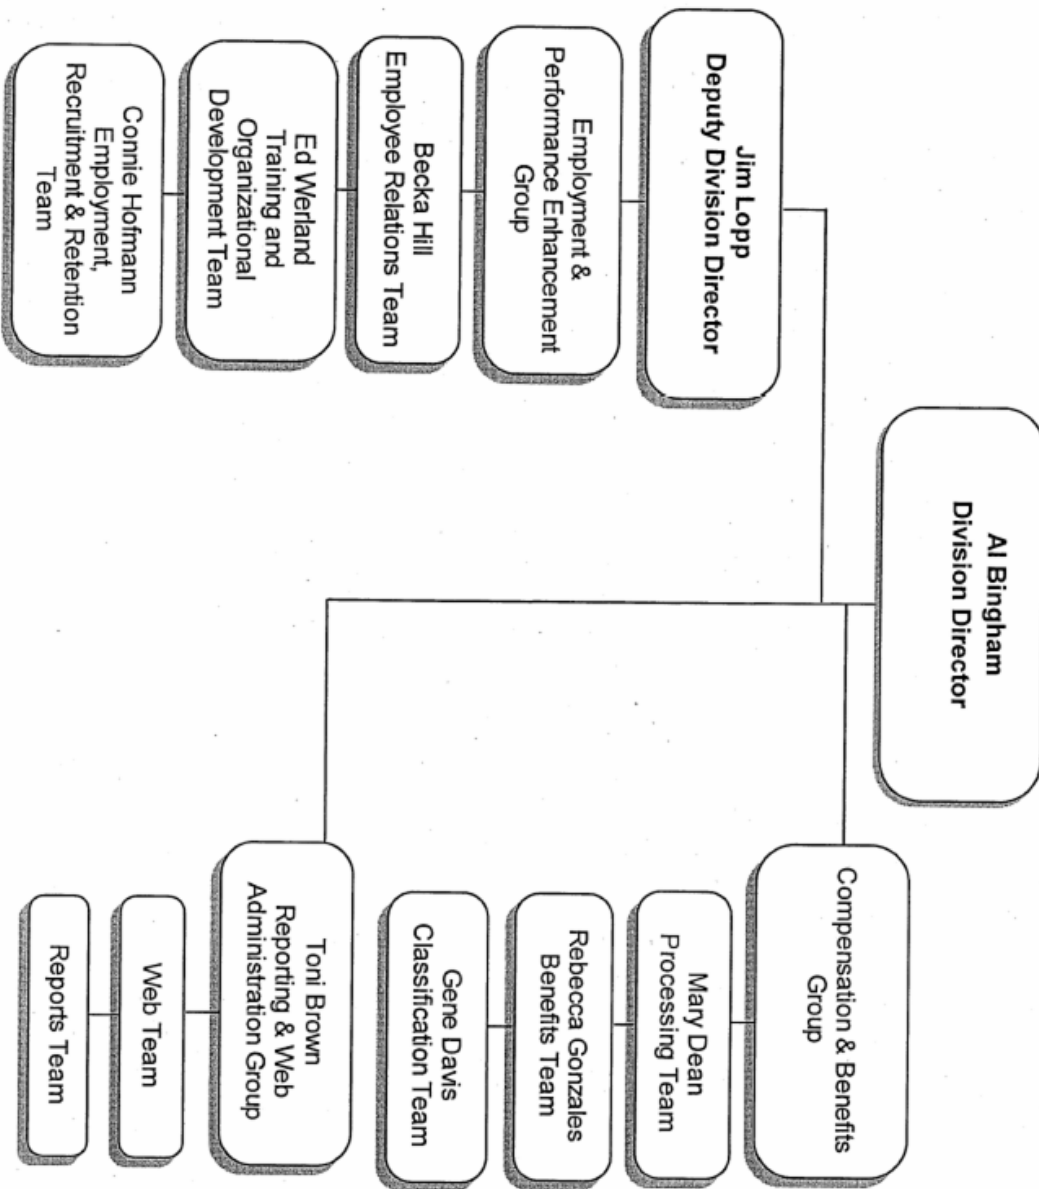 Al Bingham
Division Director
Jim Lopp
Deputy Division Director
Employment &
Performance Enhancement
Group
Becka Hill
Employee Relations Team
Ed Werland
Training and
Organizational
Development Team
Connie Hofmann
Employment,
Recruitment & Retention
Team
Compensation & Benefits
Group
Mary Dean
Processing Team
Rebecca Gonzales
Benefits Team
Gene Davis
Classification Team
Toni Brown
Reporting & Web
Administration Group
Web Team
Reports Team